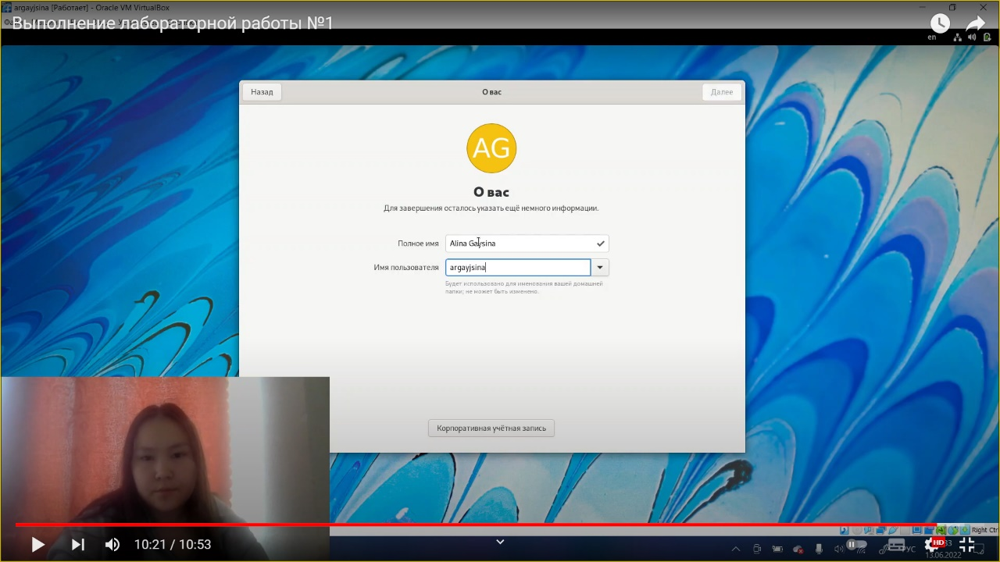 argayjsina [Работает] - Oracle VM VirtualBox
Выполнение лабораторной работы №1
en
Назад
О вас
Далее
AG
О вас
Для завершения осталось указать ещё немного информации.
Полное имя
Alina Gaysina
Имя пользователя
argayjsina
Будет использовано для именования вашей домашней
папки; не может быть изменено.
Корпоративная учётная запись
Right Ctrl
10:21 / 10:53
HD
РУС
13.06.2022